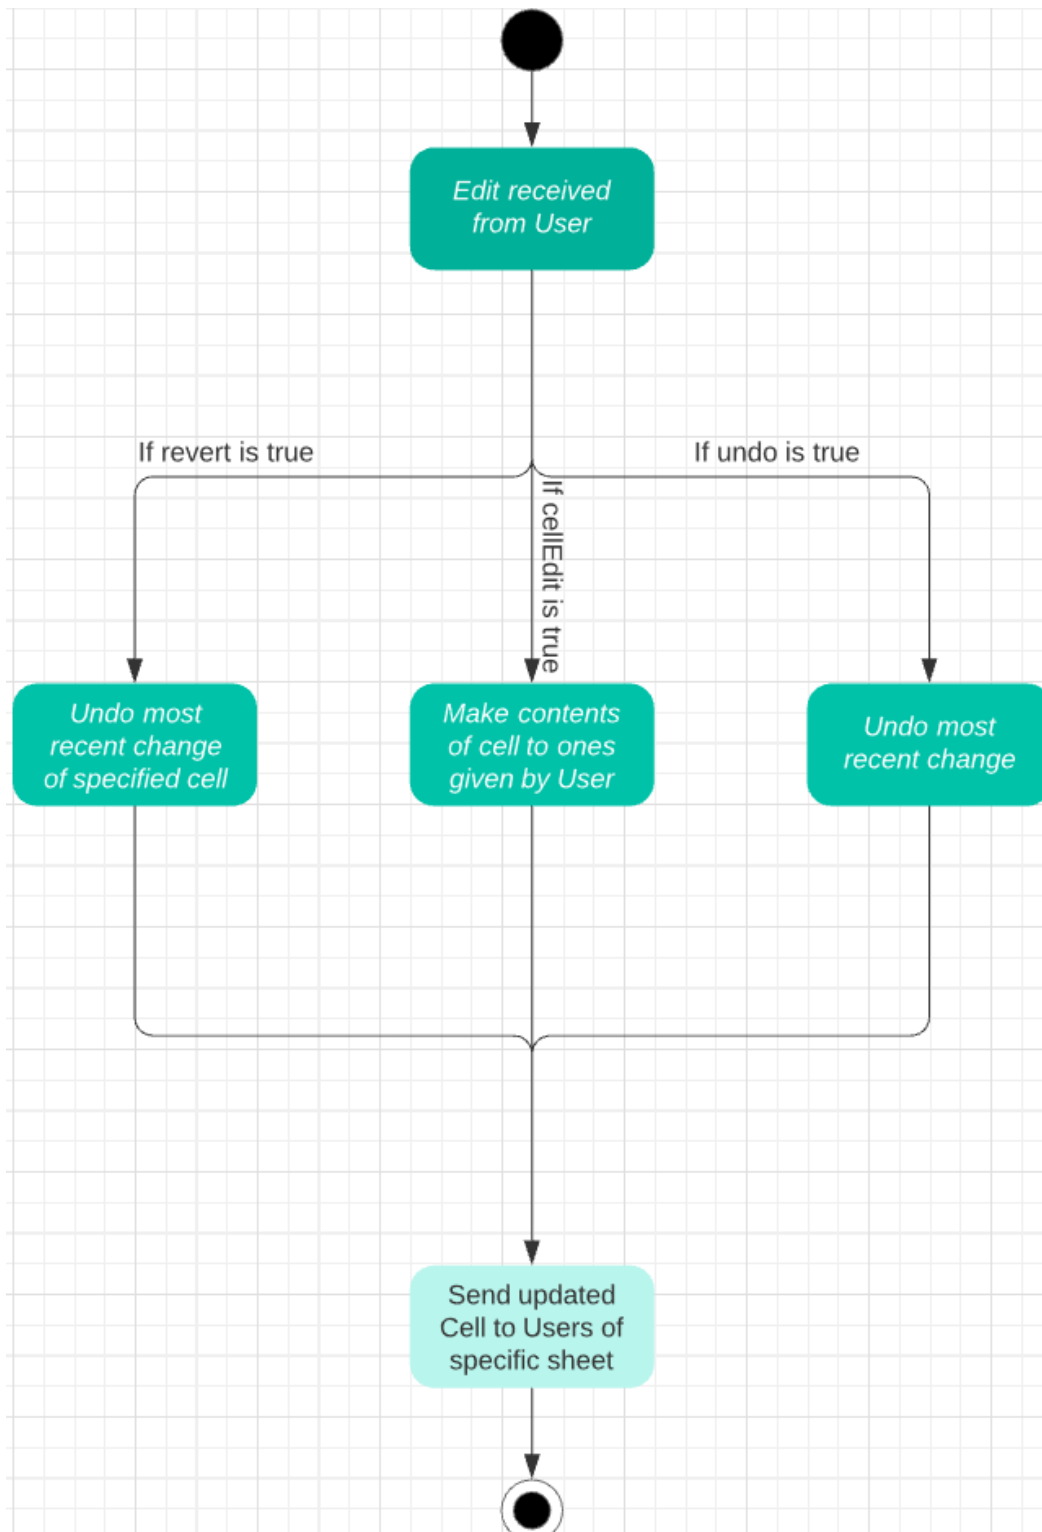 Edit received
from User
If revert is true
If undo is true
If cellEdit is true
Undo most
recent change
of specified cell
Make contents
of cell to ones
given by User
Undo most
recent change
Send updated
Cell to Users of
specific sheet